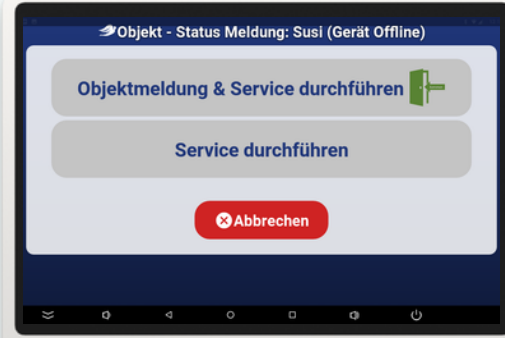 Objekt - Status Meldung: Susi (Gerät Offline)
Objektmeldung & Service durchführen
Service durchführen
Abbrechen